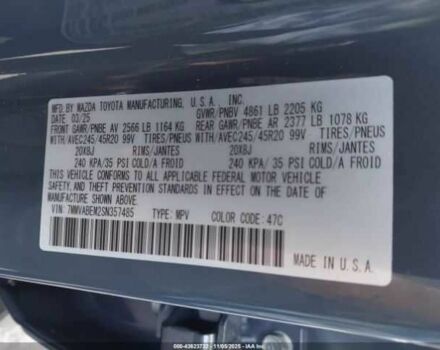 MFD. BY: MAZDA TOYOTA MANUFACTURING, U.S.A., INC.
DATE: 03/25 GVWR/PNBV 4861 LB 2205 KG
FRONT GAWR/PNBE AV 2566 LB 1164 KG REAR GAWR/PNBE AR 2377 LB 1078 KG
WITH/AVEC245/45R20 99V TIRES/PNEUS WITH/AVEC245/45R20 99V TIRES/PNEUS
20X8J RIMS/JANTES 20X8J RIMS/JANTES
240 KPA/ 35 PSI COLD/A FROID 240 KPA/ 35 PSI COLD/A FROID
THIS VEHICLE CONFORMS TO ALL APPLICABLE FEDERAL MOTOR VEHICLE
SAFETY AND THEFT PREVENTION STANDARDS IN EFFECT ON THE DATE OF
MANUFACTURE SHOWN ABOVE.
VIN: 7MMVABEM2SN357485 TYPE: MPV COLOR: 47C
MADE IN U.S.A.
000-43623722 - 11/05/2025 - IAA Inc.